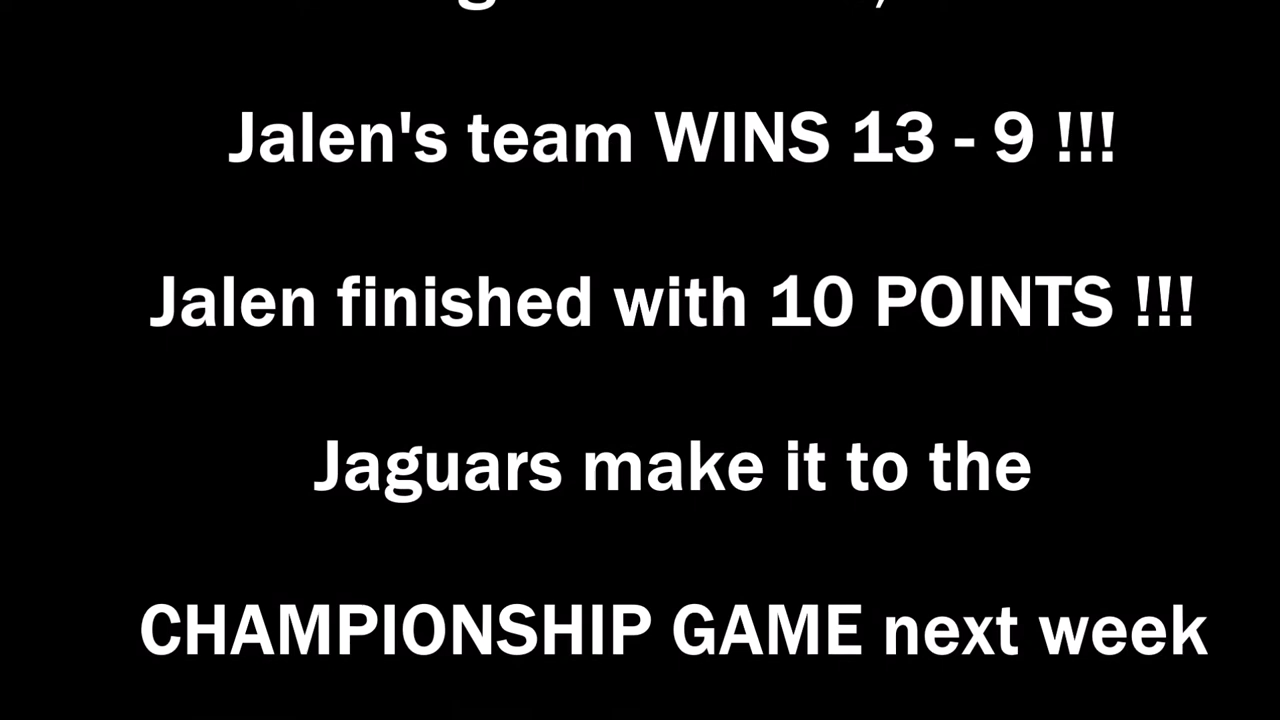 Jalen's team WINS 13 - 9 !!!
Jalen finished with 10 POINTS !!!
Jaguars make it to the
CHAMPIONSHIP GAME next week